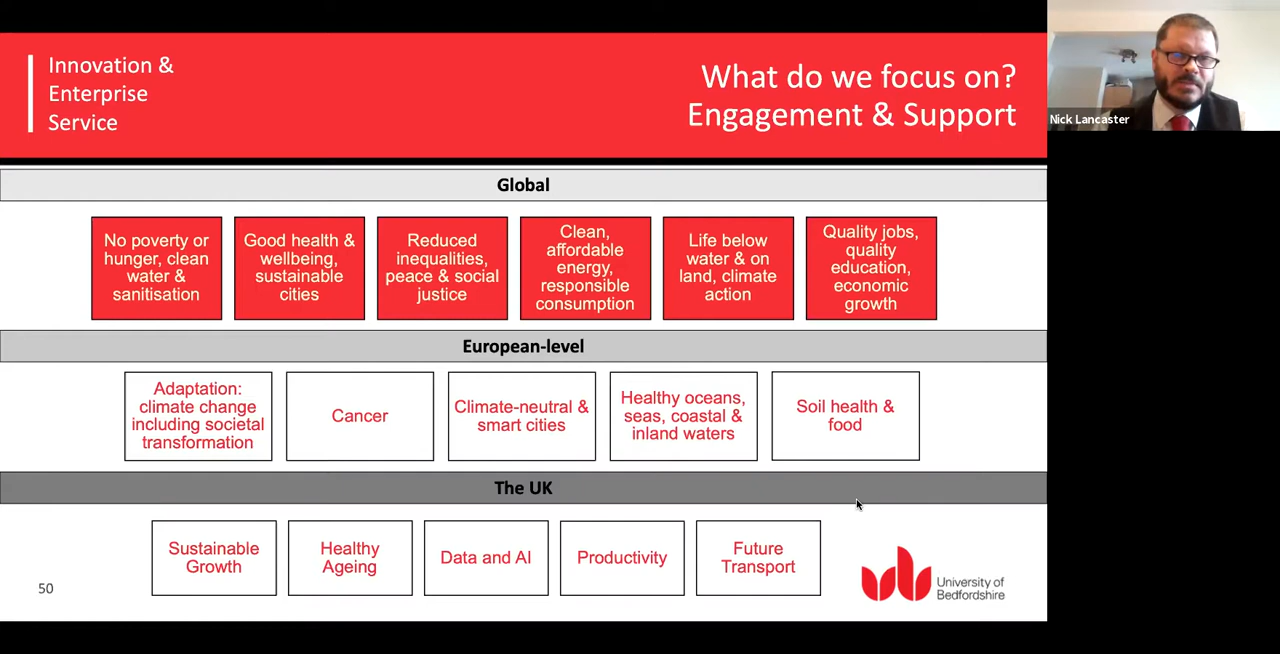 Innovation &
Enterprise
Service
What do we focus on?
Engagement & Support
Nick Lancaster
Global
No poverty or
hunger, clean
water &
sanitisation
Good health &
wellbeing,
sustainable
cities
Reduced
inequalities,
peace & social
justice
Clean,
affordable
energy,
responsible
consumption
Life below
water & on
land, climate
action
Quality jobs,
quality
education,
economic
growth
European-level
Adaptation:
climate change
including societal
transformation
Cancer
Climate-neutral &
smart cities
Healthy oceans,
seas, coastal &
inland waters
Soil health &
food
The UK
Sustainable
Growth
Healthy
Ageing
Data and AI
Productivity
Future
Transport
50
University of
Bedfordshire